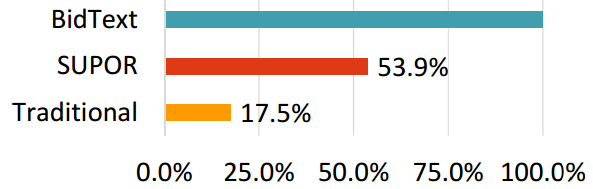 BidText
SUPOR 53.9%
Traditional 17.5%
0.0% 25.0% 50.0% 75.0% 100.0%